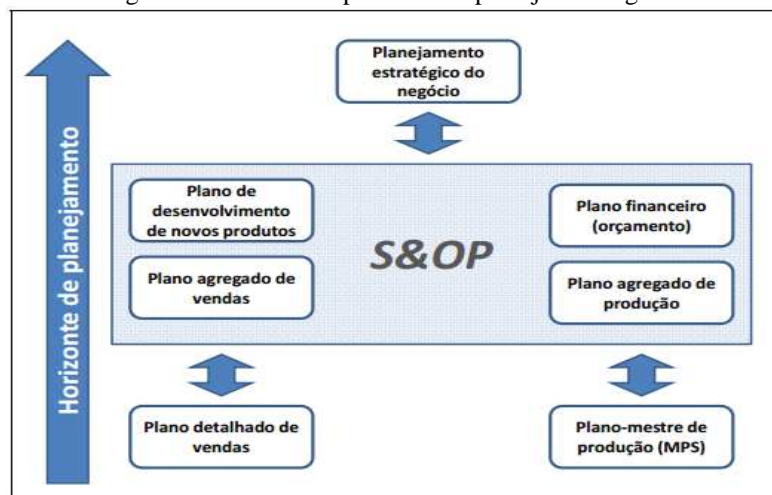 Planejamento
estratégico do
negócio
Horizonte de planejamento
Plano de
desenvolvimento
de novos produtos
Plano agregado de
vendas
S&OP
Plano financeiro
(orçamento)
Plano agregado de
produção
Plano detalhado de
vendas
Plano-mestre de
produção (MPS)